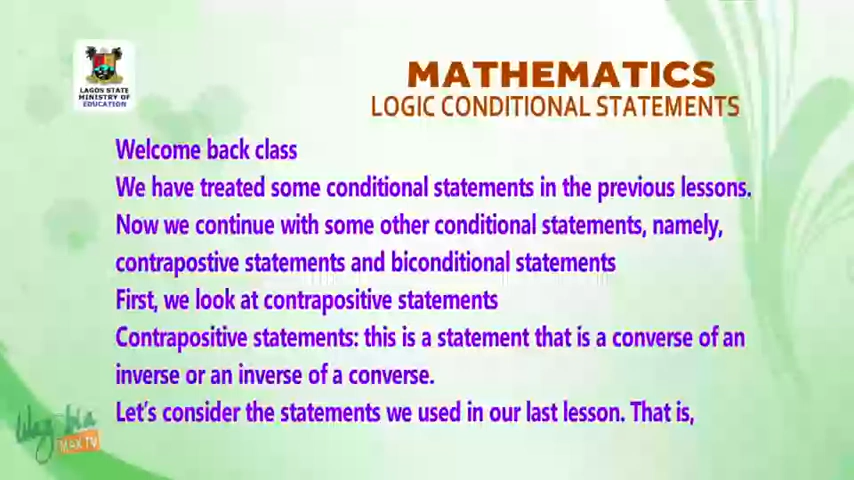 LAGOS STATE
MINISTRY OF
EDUCATION
MATHEMATICS
LOGIC CONDITIONAL STATEMENTS
Welcome back class
We have treated some conditional statements in the previous lessons.
Now we continue with some other conditional statements, namely,
contrapostive statements and biconditional statements
First, we look at contrapositive statements
Contrapositive statements: this is a statement that is a converse of an
inverse or an inverse of a converse.
Let's consider the statements we used in our last lesson. That is,
MAX TV